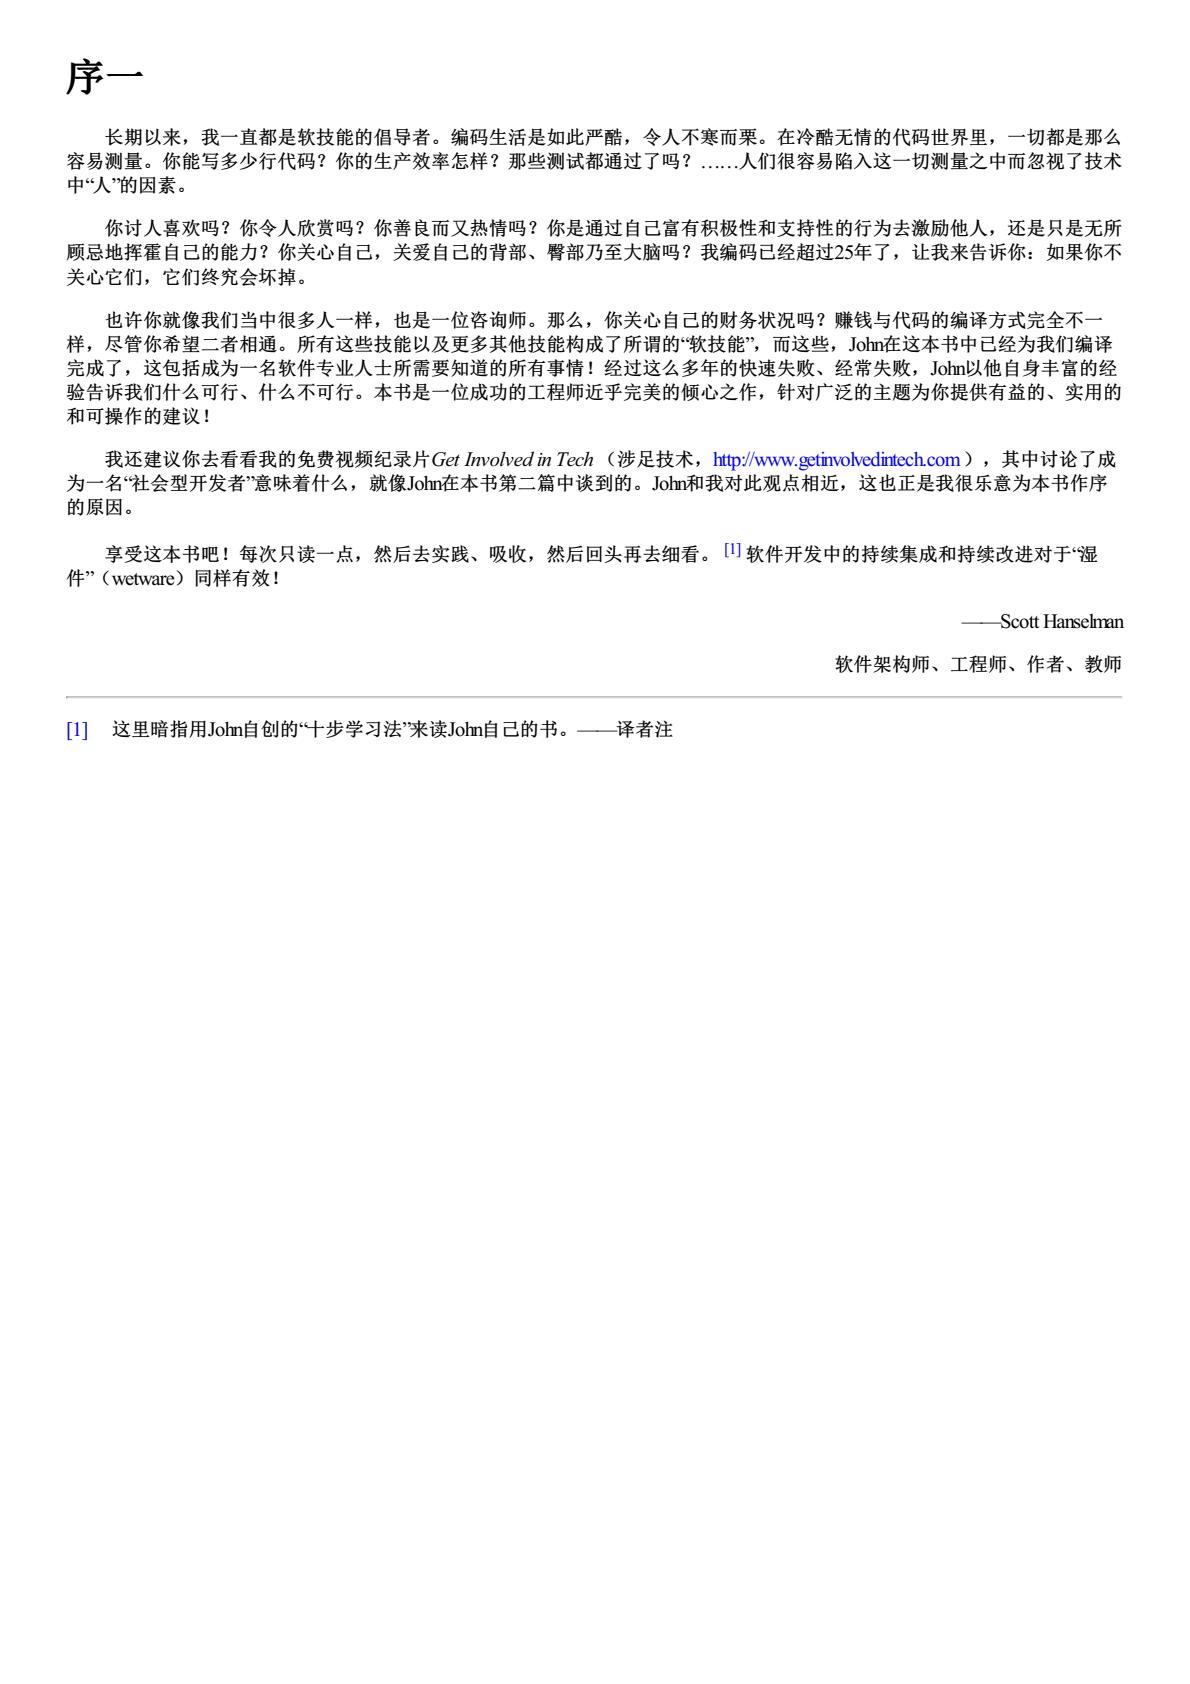 序一
长期以来，我一直都是软技能的倡导者。编码生活是如此严酷，令人不寒而栗。在冷酷无情的代码世界里，一切都是那么
容易测量。你能写多少行代码？你的生产效率怎样？那些测试都通过了吗？……人们很容易陷入这一切测量之中而忽视了技术
中“人”的因素。
你讨人喜欢吗？你令人欣赏吗？你善良而又热情吗？你是通过自己富有积极性和支持性的行为去激励他人，还是只是无所
顾忌地挥霍自己的能力？你关心自己，关爱自己的背部、臀部乃至大脑吗？我编码已经超过25年了，让我来告诉你：如果你不
关心它们，它们终究会坏掉。
也许你就像我们当中很多人一样，也是一位咨询师。那么，你关心自己的财务状况吗？赚钱与代码的编译方式完全不一
样，尽管你希望二者相通。所有这些技能以及更多其他技能构成了所谓的“软技能”，而这些，John在这本书中已经为我们编译
完成了，这包括成为一名软件专业人士所需要知道的所有事情！经过这么多年的快速失败、经常失败，John以他自身丰富的经
验告诉我们什么可行、什么不可行。本书是一位成功的工程师近乎完美的倾心之作，针对广泛的主题为你提供有益的、实用的
和可操作的建议！
我还建议你去看看我的免费视频纪录片Get Involved in Tech （涉足技术，http://www.getinvolvedintech.com），其中讨论了成
为一名“社会型开发者”意味着什么，就像John在本书第二篇中谈到的。John和我对此观点相近，这也正是我很乐意为本书作序
的原因。
享受这本书吧！每次只读一点，然后去实践、吸收，然后回头再去细看。 [1] 软件开发中的持续集成和持续改进对于“湿
件”（wetware）同样有效！
——Scott Hanselman
软件架构师、工程师、作者、教师
[1] 这里暗指用John自创的“十步学习法”来读John自己的书。——译者注